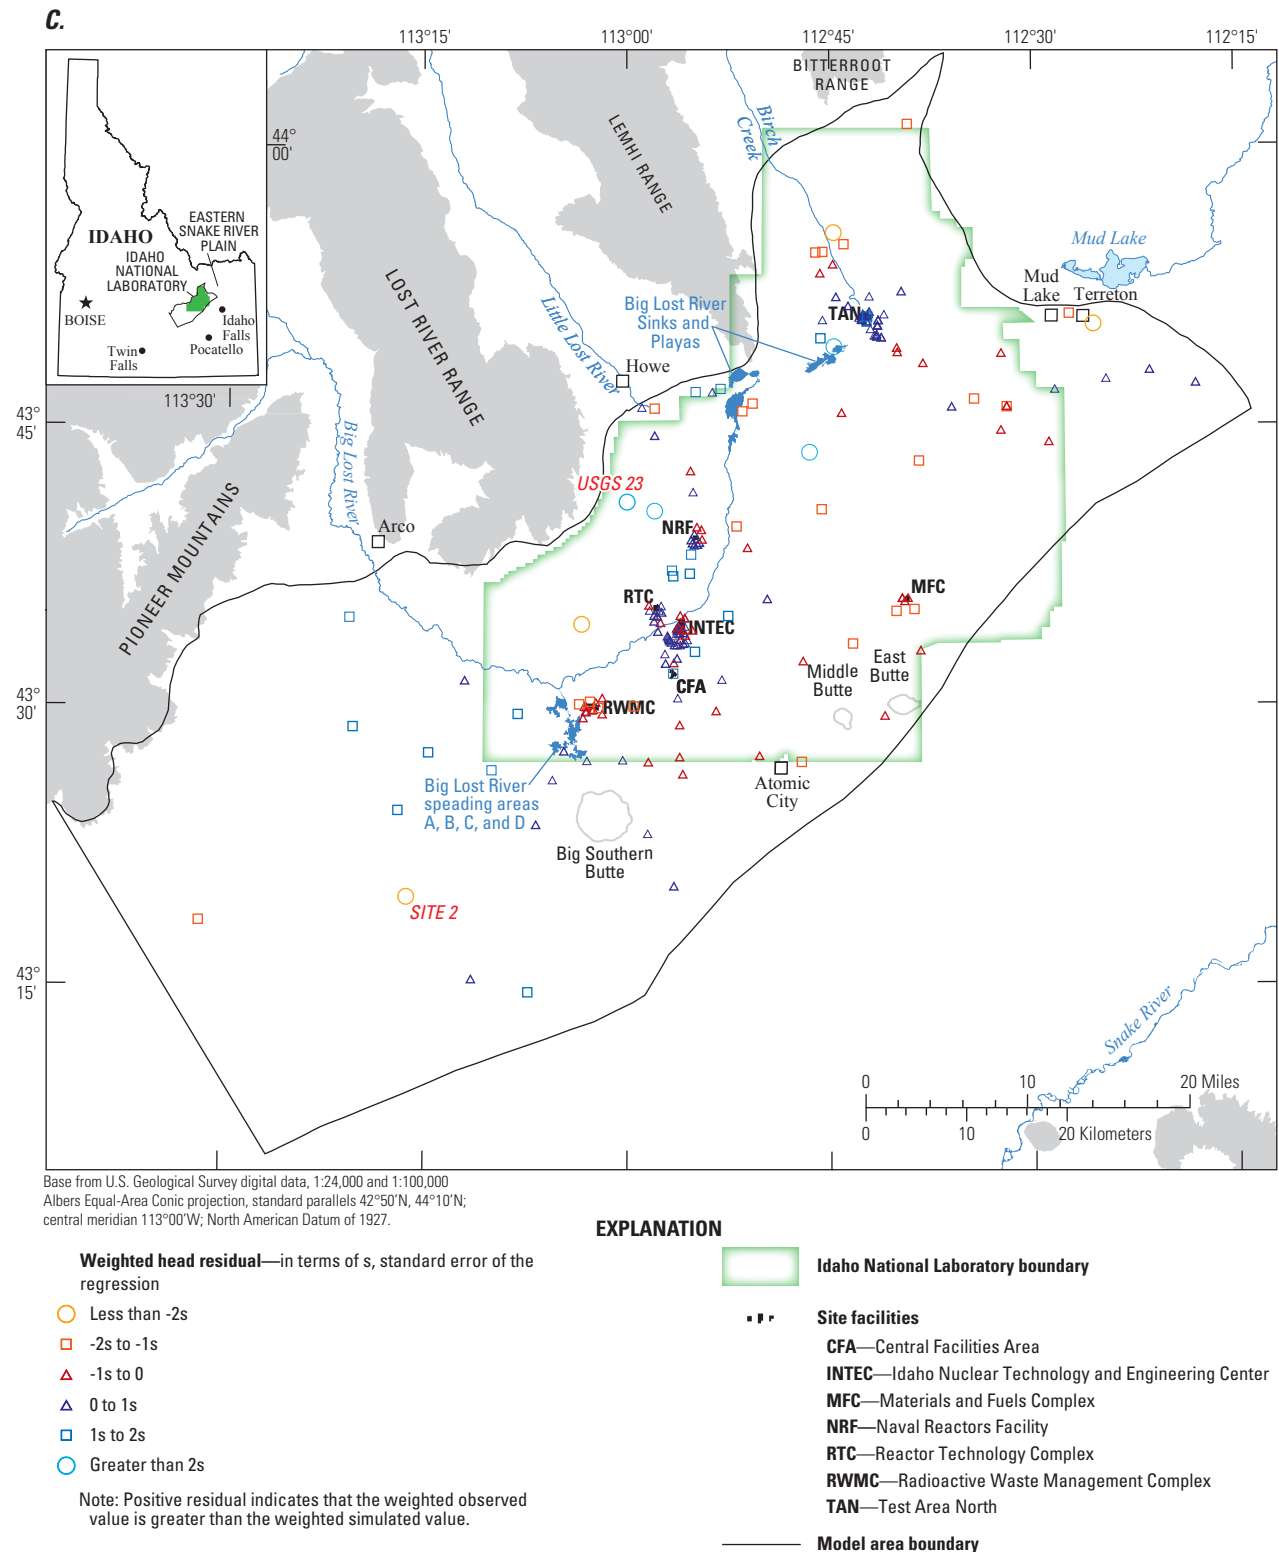 C.
113°15'
113°00'
112°45'
112°30'
112°15'
BITTERROOT
RANGE
44°
00'
Birch
Creek
LEMHI RANGE
IDAHO
EASTERN
SNAKE RIVER
PLAIN
IDAHO
NATIONAL
LABORATORY
BOISE
Idaho
Falls
Pocatello
Twin
Falls
113°30'
LOST RIVER RANGE
Little Lost River
Big Lost River
Sinks and
Playas
TAN
Mud Lake
Mud
Lake
Terreton
Howe
43°
45'
Big Lost River
USGS 23
PIONEER MOUNTAINS
Arco
NRF
RTC
INTEC
MFC
CFA
Middle
Butte
East
Butte
43°
30'
RWMC
Big Lost River
speading areas
A, B, C, and D
Atomic
City
Big Southern
Butte
SITE 2
43°
15'
Snake River
0
10
20 Miles
0
10
20 Kilometers
Base from U.S. Geological Survey digital data, 1:24,000 and 1:100,000
Albers Equal-Area Conic projection, standard parallels 42°50'N, 44°10'N;
central meridian 113°00'W; North American Datum of 1927.
EXPLANATION
Weighted head residual—in terms of s, standard error of the
regression
Less than -2s
-2s to -1s
-1s to 0
0 to 1s
1s to 2s
Greater than 2s
Note: Positive residual indicates that the weighted observed
value is greater than the weighted simulated value.
Idaho National Laboratory boundary
Site facilities
CFA—Central Facilities Area
INTEC—Idaho Nuclear Technology and Engineering Center
MFC—Materials and Fuels Complex
NRF—Naval Reactors Facility
RTC—Reactor Technology Complex
RWMC—Radioactive Waste Management Complex
TAN—Test Area North
Model area boundary